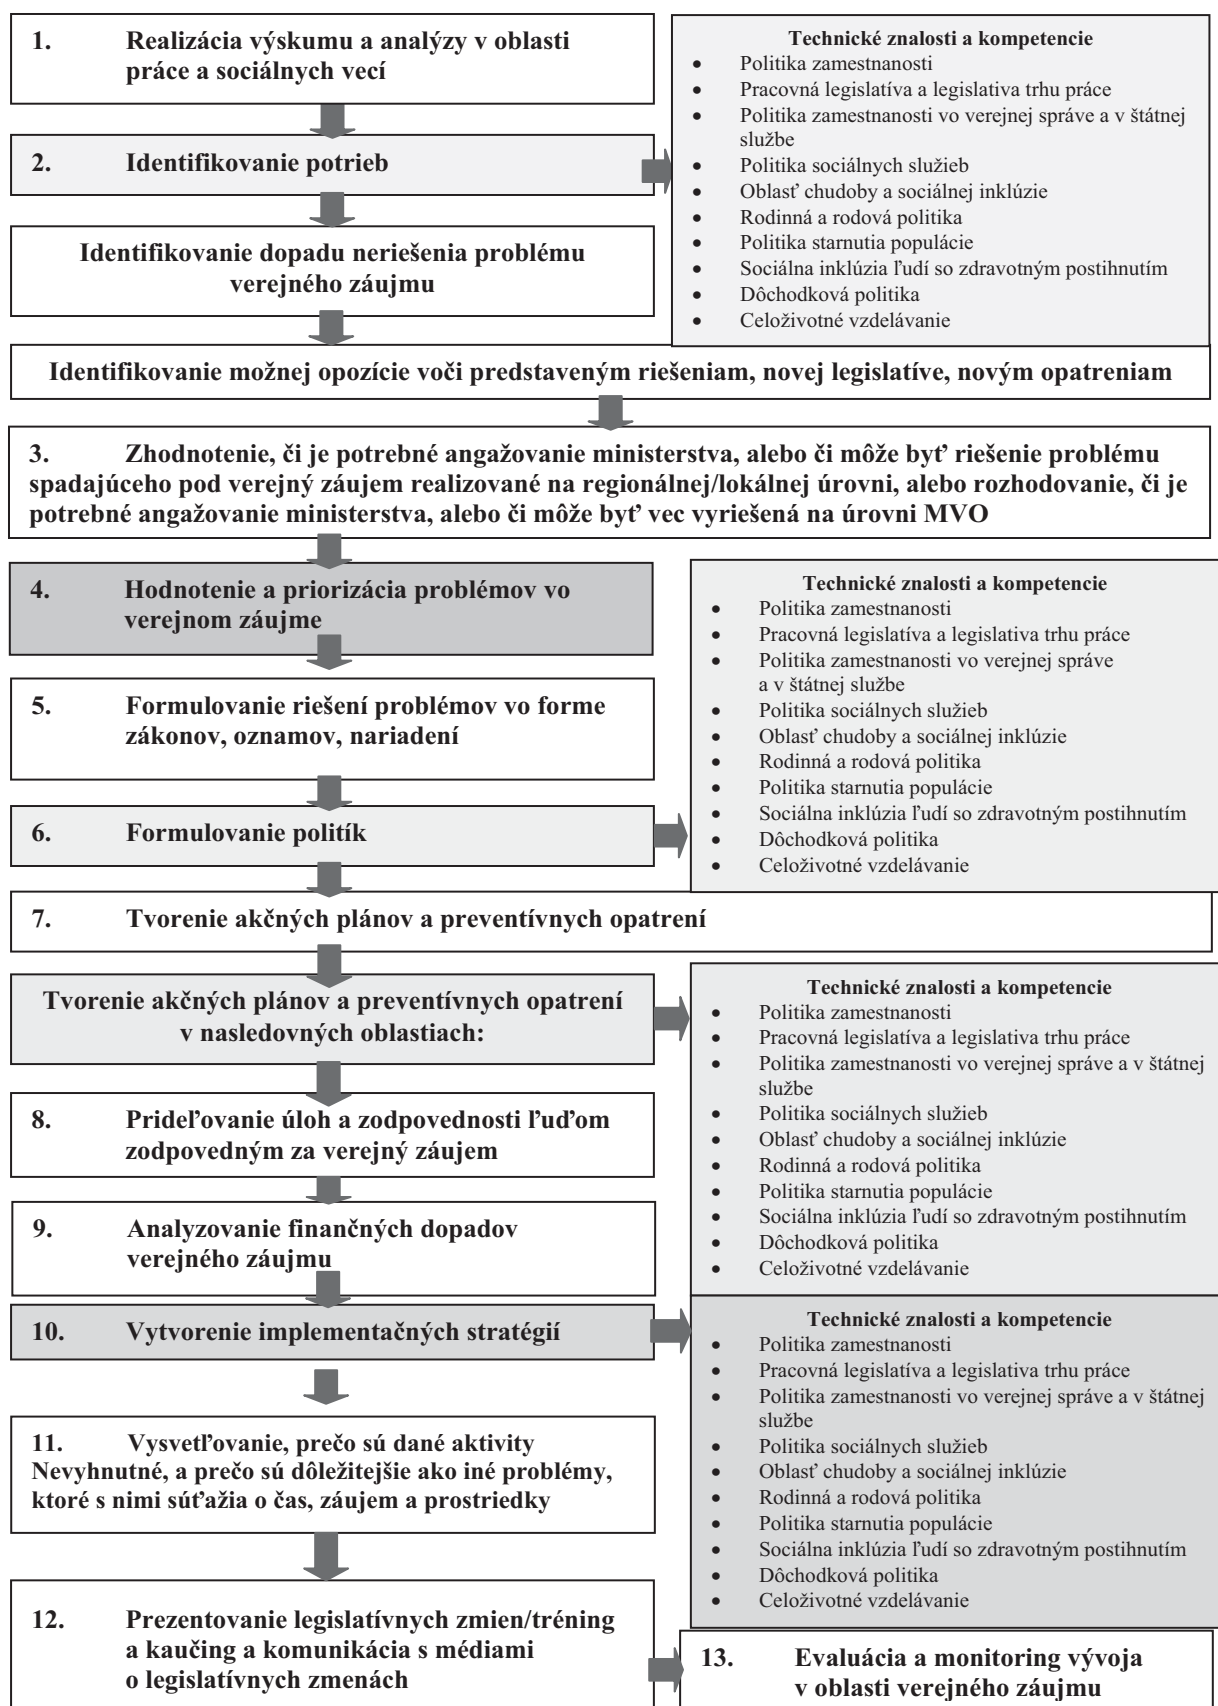 1. Realizácia výskumu a analýzy v oblasti
práce a sociálnych vecí
Technické znalosti a kompetencie
• Politika zamestnanosti
• Pracovná legislatíva a legislativa trhu práce
• Politika zamestnanosti vo verejnej správe a v štátnej
službe
• Politika sociálnych služieb
• Oblasť chudoby a sociálnej inklúzie
• Rodinná a rodová politika
• Politika starnutia populácie
• Sociálna inklúzia ľudí so zdravotným postihnutím
• Dôchodková politika
• Celoživotné vzdelávanie
2. Identifikovanie potrieb
Identifikovanie dopadu neriešenia problému
verejného záujmu
Identifikovanie možnej opozície voči predstaveným riešeniam, novej legislatíve, novým opatreniam
3. Zhodnotenie, či je potrebné angažovanie ministerstva, alebo či môže byť riešenie problému
spadajúceho pod verejný záujem realizované na regionálnej/lokálnej úrovni, alebo rozhodovanie, či je
potrebné angažovanie ministerstva, alebo či môže byť vec vyriešená na úrovni MVO
4. Hodnotenie a priorizácia problémov vo
verejnom záujme
5. Formulovanie riešení problémov vo forme
zákonov, oznamov, nariadení
6. Formulovanie politík
Technické znalosti a kompetencie
• Politika zamestnanosti
• Pracovná legislatíva a legislativa trhu práce
• Politika zamestnanosti vo verejnej správe
a v štátnej službe
• Politika sociálnych služieb
• Oblasť chudoby a sociálnej inklúzie
• Rodinná a rodová politika
• Politika starnutia populácie
• Sociálna inklúzia ľudí so zdravotným postihnutím
• Dôchodková politika
• Celoživotné vzdelávanie
7. Tvorenie akčných plánov a preventívnych opatrení
Tvorenie akčných plánov a preventívnych opatrení
v nasledovných oblastiach:
Technické znalosti a kompetencie
• Politika zamestnanosti
• Pracovná legislatíva a legislativa trhu práce
• Politika zamestnanosti vo verejnej správe a v štátnej
službe
• Politika sociálnych služieb
• Oblasť chudoby a sociálnej inklúzie
• Rodinná a rodová politika
• Politika starnutia populácie
• Sociálna inklúzia ľudí so zdravotným postihnutím
• Dôchodková politika
• Celoživotné vzdelávanie
8. Prideľovanie úloh a zodpovednosti ľuďom
zodpovedným za verejný záujem
9. Analyzovanie finančných dopadov
verejného záujmu
10. Vytvorenie implementačných stratégií
Technické znalosti a kompetencie
• Politika zamestnanosti
• Pracovná legislatíva a legislativa trhu práce
• Politika zamestnanosti vo verejnej správe a v štátnej
službe
• Politika sociálnych služieb
• Oblasť chudoby a sociálnej inklúzie
• Rodinná a rodová politika
• Politika starnutia populácie
• Sociálna inklúzia ľudí so zdravotným postihnutím
• Dôchodková politika
• Celoživotné vzdelávanie
11. Vysvetľovanie, prečo sú dané aktivity
Nevyhnutné, a prečo sú dôležitejšie ako iné problémy,
ktoré s nimi súťažia o čas, záujem a prostriedky
12. Prezentovanie legislatívnych zmien/tréning
a kaučing a komunikácia s médiami
o legislatívnych zmenách
13. Evaluácia a monitoring vývoja
v oblasti verejného záujmu